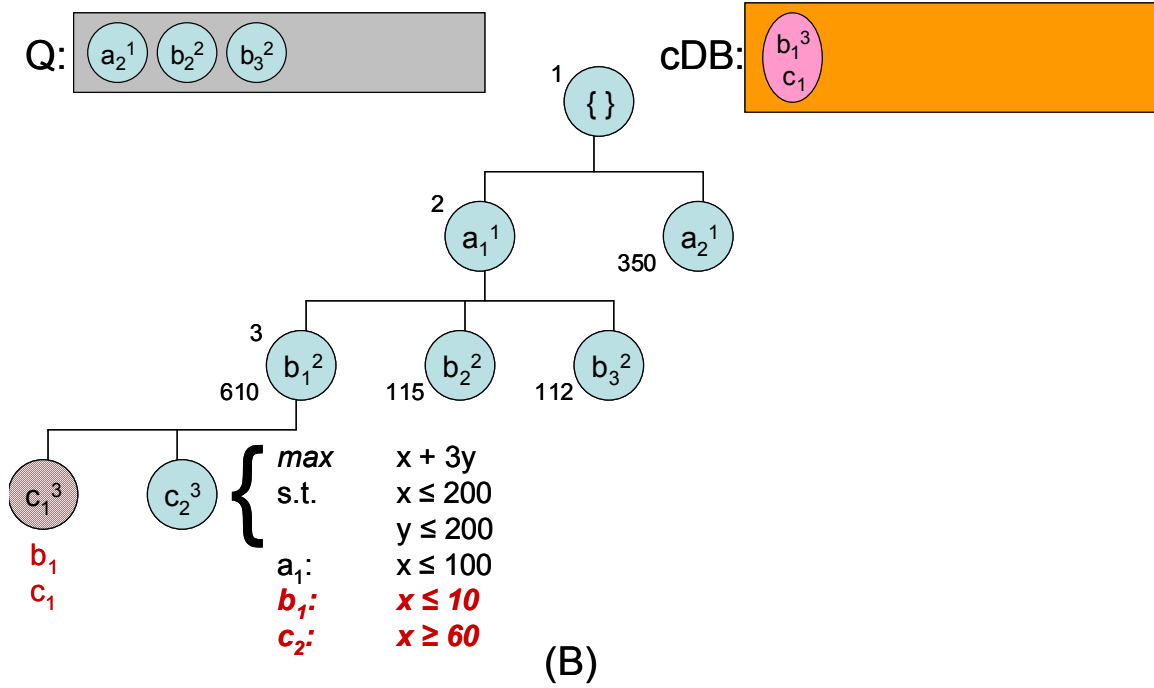 Q: a₂¹ b₂² b₃²
cDB: b₁³ c₁
1
{ }
2
a₁¹
a₂¹
350
3
b₁²
b₂²
b₃²
610
115
112
c₁³
c₂³
{
max x + 3y
s.t. x ≤ 200
y ≤ 200
a₁: x ≤ 100
b₁: x ≤ 10
c₂: x ≥ 60
b₁
c₁
(B)